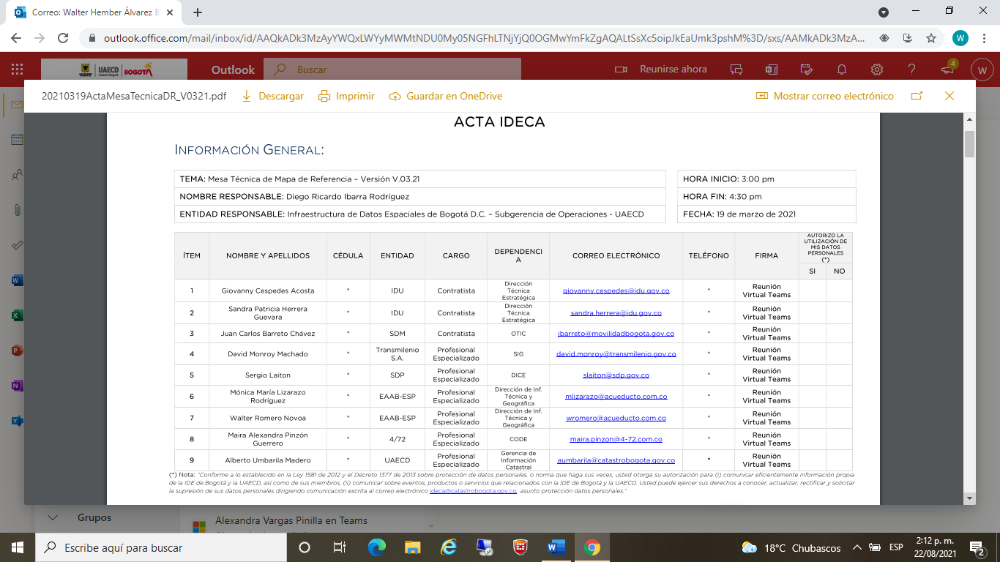 Correo: Walter Hember Álvarez B
outlook.office.com/mail/inbox/id/AAQkADk3MzAyYWQxLWYyMWMtNDU0My05NGFhLTNjYjQ0OGMwYmFkZgAQALtSsXc5oipJkEaUmk3pshM%3D/sxs/AAMkADk3MzA...
W
UAECD
Catastro Bogotá
BOGOTÁ
Outlook
Buscar
Reunirse ahora
4
W
20210319ActaMesaTecnicaDR_V0321.pdf
Descargar
Imprimir
Guardar en OneDrive
Mostrar correo electrónico
ACTA IDECA
INFORMACIÓN GENERAL:
TEMA: Mesa Técnica de Mapa de Referencia – Versión V.03.21
HORA INICIO: 3:00 pm
NOMBRE RESPONSABLE: Diego Ricardo Ibarra Rodríguez
HORA FIN: 4:30 pm
ENTIDAD RESPONSABLE: Infraestructura de Datos Espaciales de Bogotá D.C. – Subgerencia de Operaciones - UAECD
FECHA: 19 de marzo de 2021
ÍTEM NOMBRE Y APELLIDOS CÉDULA ENTIDAD CARGO DEPENDENCI
A CORREO ELECTRÓNICO TELÉFONO FIRMA AUTORIZO LA
UTILIZACIÓN DE
MIS DATOS
PERSONALES
(*)
SI NO
1 Giovanny Cespedes Acosta * IDU Contratista Dirección
Técnica
Estratégica giovanny.cespedes@idu.gov.co * Reunión
Virtual Teams
2 Sandra Patricia Herrera
Guevara * IDU Contratista Dirección
Técnica
Estratégica sandra.herrera@idu.gov.co * Reunión
Virtual Teams
3 Juan Carlos Barreto Chávez * SDM Contratista OTIC jbarreto@movilidadbogota.gov.co * Reunión
Virtual Teams
4 David Monroy Machado * Transmilenio
S.A. Profesional
Especializado SIG david.monroy@transmilenio.gov.co * Reunión
Virtual Teams
5 Sergio Laiton * SDP Profesional
Especializado DICE slaiton@sdp.gov.co * Reunión
Virtual Teams
6 Mónica María Lizarazo
Rodríguez * EAAB-ESP Profesional
Especializado Dirección de Inf.
Técnica y
Geográfica mlizarazo@acueducto.com.co * Reunión
Virtual Teams
7 Walter Romero Novoa * EAAB-ESP Profesional
Especializado Dirección de Inf.
Técnica y
Geográfica wromero@acueducto.com.co * Reunión
Virtual Teams
8 Maira Alexandra Pinzón
Guerrero * 4/72 Profesional
Especializado CODE maira.pinzon@4-72.com.co * Reunión
Virtual Teams
9 Alberto Umbarila Madero * UAECD Profesional
Especializado Gerencia de
Información
Catastral aumbarila@catastrobogota.gov.co * Reunión
Virtual Teams
(*) Nota: "Conforme a lo establecido en la Ley 1581 de 2012 y el Decreto 1377 de 2013 sobre protección de datos personales, o norma que haga sus veces, usted otorga su autorización para (i) comunicar eficientemente información propia
de la IDE de Bogotá y la UAECD, así como de sus miembros, (ii) comunicar sobre eventos, productos o servicios que relacionados con la IDE de Bogotá y la UAECD. Usted puede ejercer sus derechos a conocer, actualizar, rectificar y solicitar
la supresión de sus datos personales dirigiendo comunicación escrita al correo electrónico ideca@catastrobogota.gov.co, asunto protección datos personales."
Grupos
Alexandra Vargas Pinilla en Teams
Escribe aquí para buscar
18°C Chubascos
ESP
2:12 p. m.
22/08/2021
2